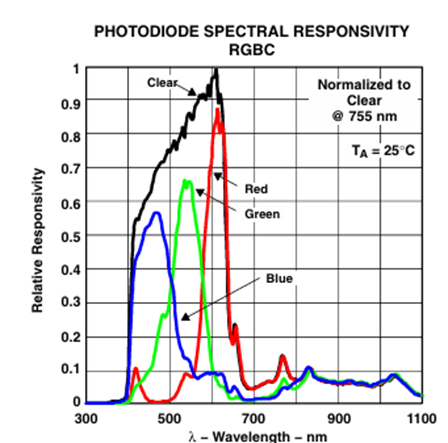 PHOTODIODE SPECTRAL RESPONSIVITY
RGBC
1
Clear
Normalized to
Clear
@ 755 nm
0.9
0.8
TA = 25°C
0.7
Red
0.6
Green
0.5
0.4
Blue
0.3
0.2
0.1
0
Relative Responsivity
300 500 700 900 1100
λ – Wavelength – nm